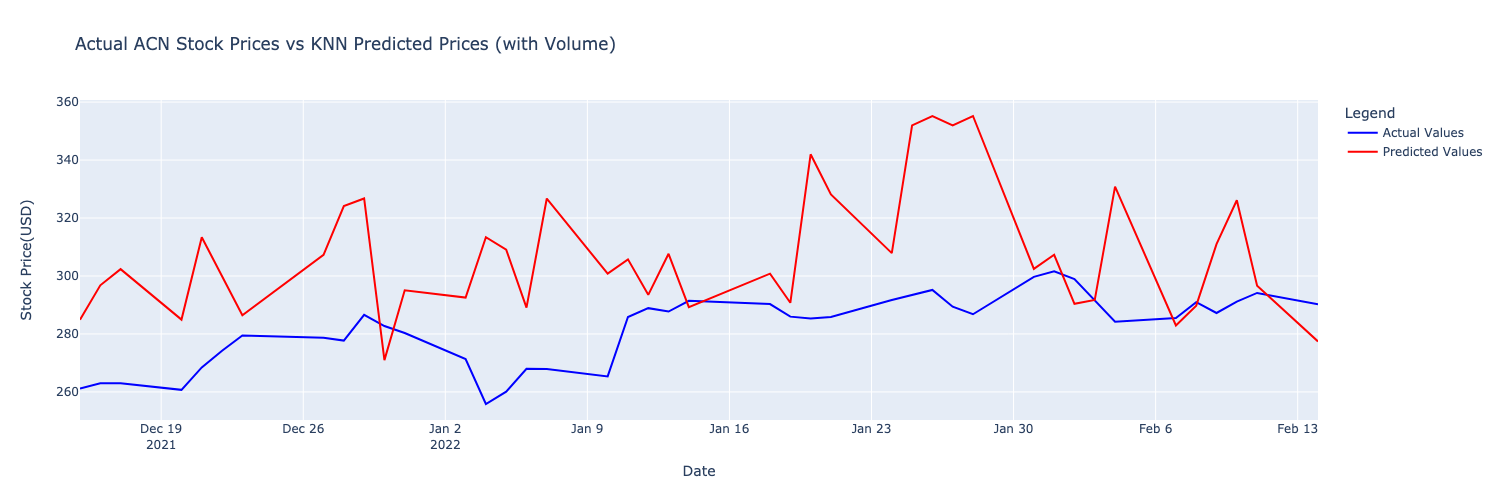 Actual ACN Stock Prices vs KNN Predicted Prices (with Volume)
Legend
Actual Values
Predicted Values
Stock Price(USD)
360
340
320
300
280
260
Dec 19
2021
Dec 26
Jan 2
2022
Jan 9
Jan 16
Jan 23
Jan 30
Feb 6
Feb 13
Date